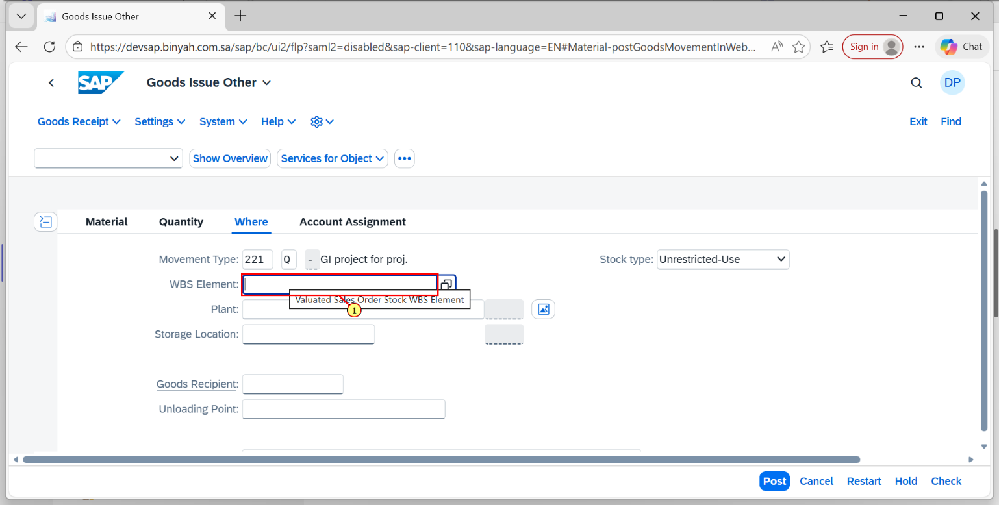 Goods Issue Other
https://devsap.binyah.com.sa/sap/bc/ui2/flp?saml2=disabled&sap-client=110&sap-language=EN#Material-postGoodsMovementInWeb...
Sign in
Chat
SAP
Goods Issue Other
DP
Goods Receipt
Settings
System
Help
Exit
Find
Show Overview
Services for Object
Material
Quantity
Where
Account Assignment
Movement Type: 221 Q - GI project for proj.
Stock type: Unrestricted-Use
WBS Element:
Valuated Sales Order Stock WBS Element
1
Plant:
Storage Location:
Goods Recipient:
Unloading Point:
Post
Cancel
Restart
Hold
Check